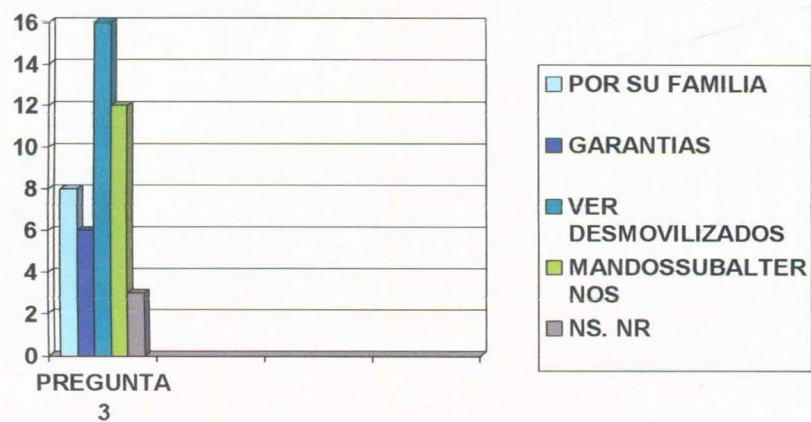 16
14
12
10
8
6
4
2
0
PREGUNTA
3
POR SU FAMILIA
GARANTIAS
VER
DESMOVILIZADOS
MANDOSSUBALTER
NOS
NS. NR